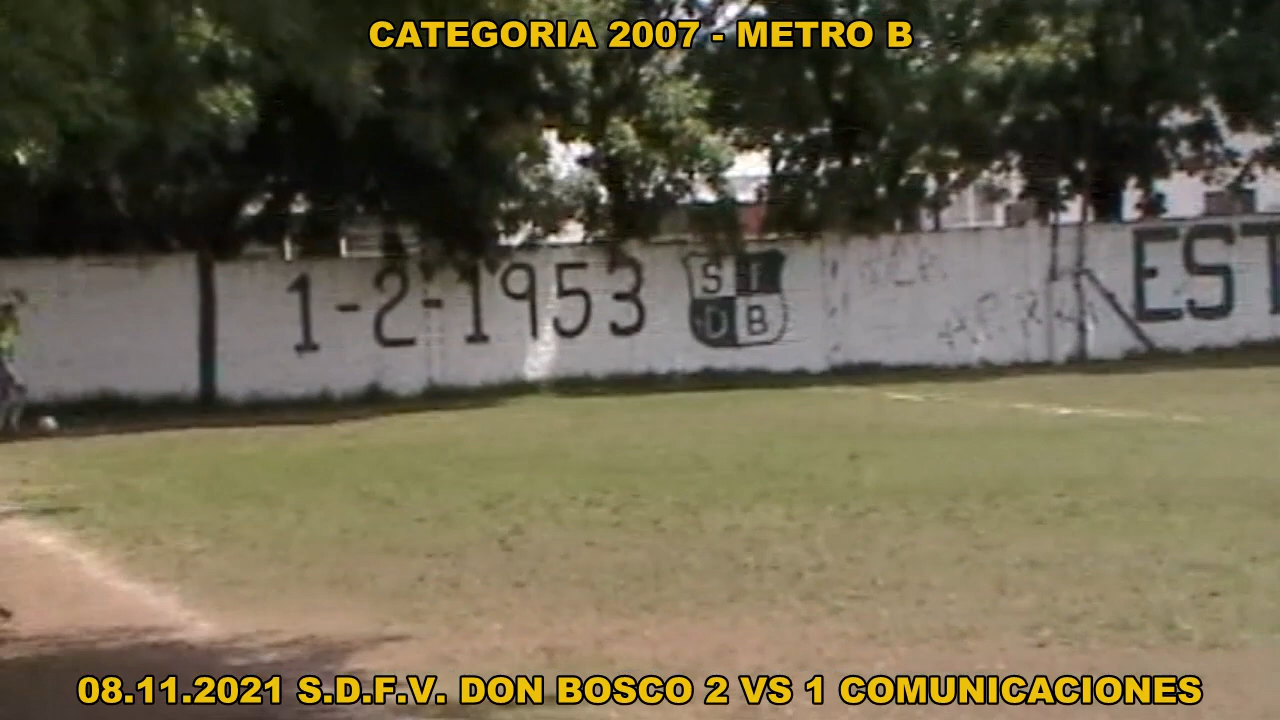 CATEGORIA 2007 - METRO B
1-2-1953
S F
D B
EST
08.11.2021 S.D.F.V. DON BOSCO 2 VS 1 COMUNICACIONES